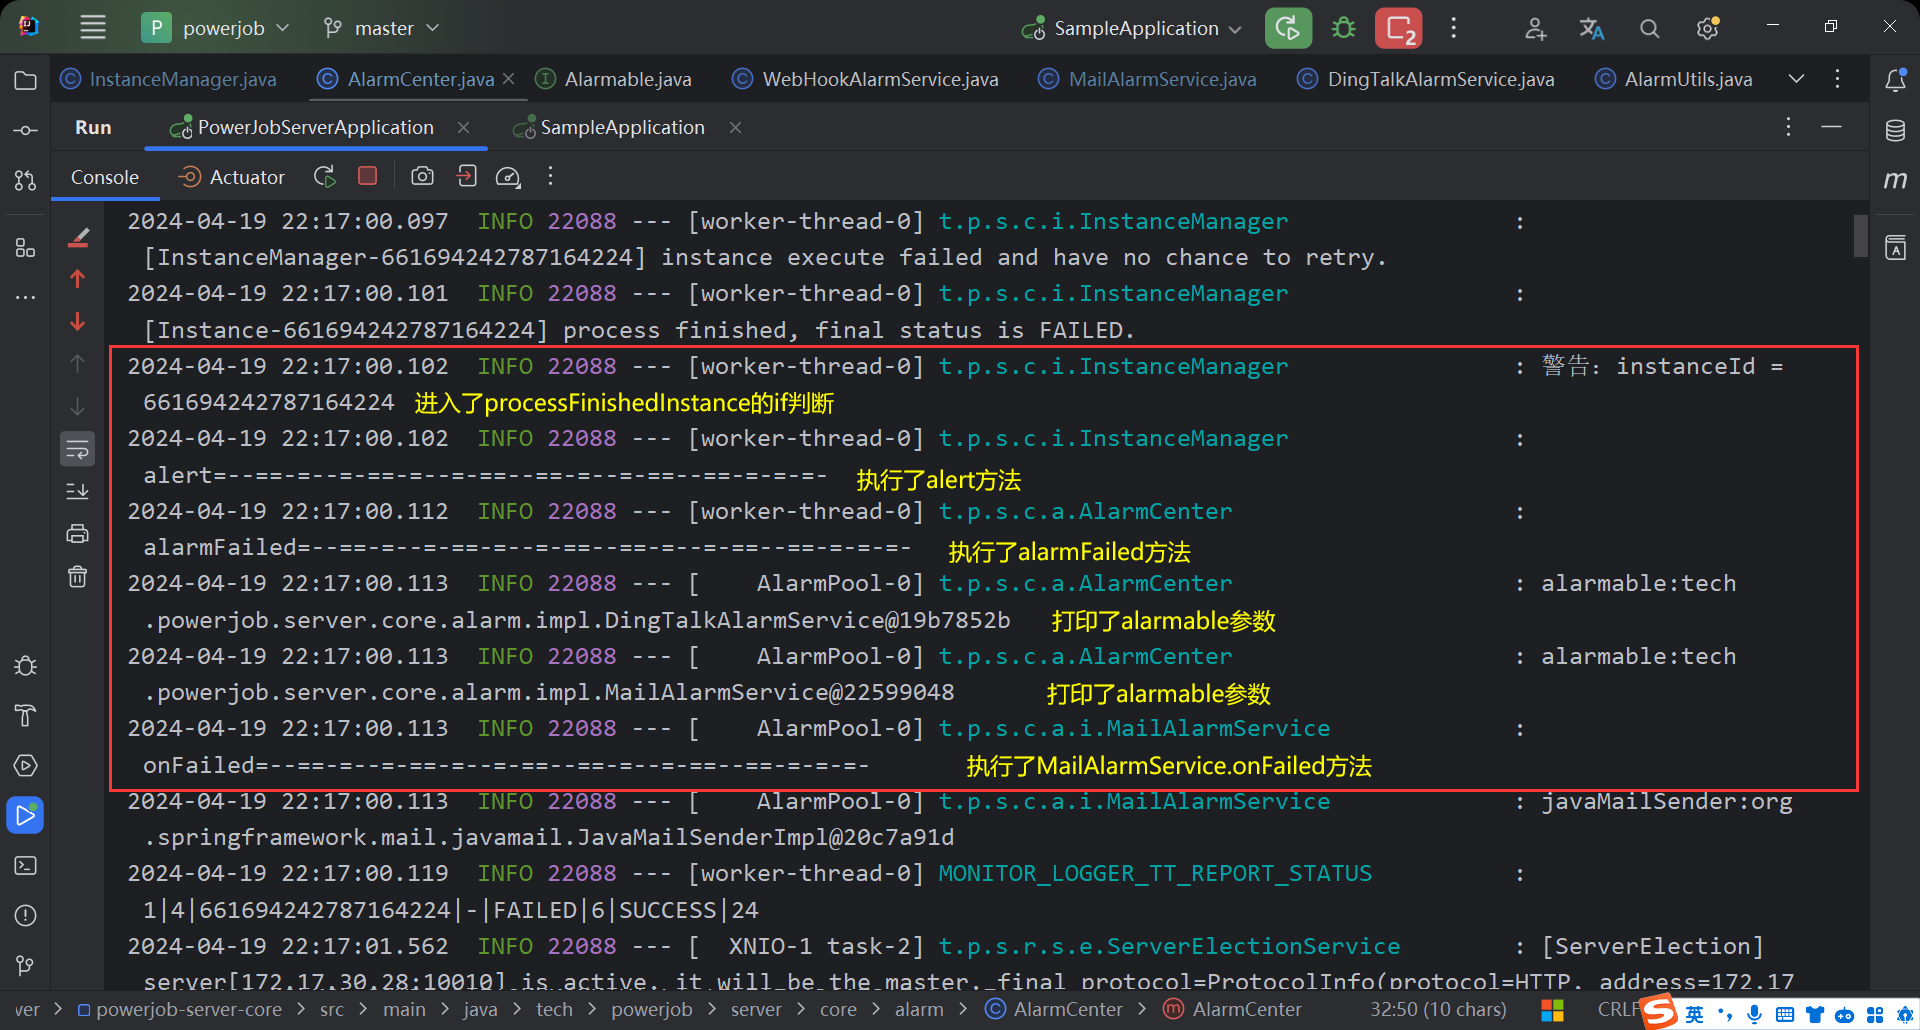 P powerjob master SampleApplication 2
InstanceManager.java AlarmCenter.java Alarmable.java WebHookAlarmService.java MailAlarmService.java DingTalkAlarmService.java AlarmUtils.java
Run PowerJobServerApplication SampleApplication
Console Actuator
2024-04-19 22:17:00.097 INFO 22088 --- [worker-thread-0] t.p.s.c.i.InstanceManager :
[InstanceManager-661694242787164224] instance execute failed and have no chance to retry.
2024-04-19 22:17:00.101 INFO 22088 --- [worker-thread-0] t.p.s.c.i.InstanceManager :
[Instance-661694242787164224] process finished, final status is FAILED.
2024-04-19 22:17:00.102 INFO 22088 --- [worker-thread-0] t.p.s.c.i.InstanceManager : 警告：instanceId =
661694242787164224 进入了processFinishedInstance的if判断
2024-04-19 22:17:00.102 INFO 22088 --- [worker-thread-0] t.p.s.c.i.InstanceManager :
alert=--==-=--==-=--=--==--==-=--=--==--==-=-=-=- 执行了alert方法
2024-04-19 22:17:00.112 INFO 22088 --- [worker-thread-0] t.p.s.c.a.AlarmCenter :
alarmFailed=--==-=--==-=--=--==--==-=--=--==--==-=-=-=- 执行了alarmFailed方法
2024-04-19 22:17:00.113 INFO 22088 --- [ AlarmPool-0] t.p.s.c.a.AlarmCenter : alarmable:tech
.powerjob.server.core.alarm.impl.DingTalkAlarmService@19b7852b 打印了alarmable参数
2024-04-19 22:17:00.113 INFO 22088 --- [ AlarmPool-0] t.p.s.c.a.AlarmCenter : alarmable:tech
.powerjob.server.core.alarm.impl.MailAlarmService@22599048 打印了alarmable参数
2024-04-19 22:17:00.113 INFO 22088 --- [ AlarmPool-0] t.p.s.c.a.i.MailAlarmService :
onFailed=--==-=--==-=--=--==--==-=--=--==--==-=-=-=- 执行了MailAlarmService.onFailed方法
2024-04-19 22:17:00.113 INFO 22088 --- [ AlarmPool-0] t.p.s.c.a.i.MailAlarmService : javaMailSender:org
.springframework.mail.javamail.JavaMailSenderImpl@20c7a91d
2024-04-19 22:17:00.119 INFO 22088 --- [worker-thread-0] MONITOR_LOGGER_TT_REPORT_STATUS :
1|4|661694242787164224|-|FAILED|6|SUCCESS|24
2024-04-19 22:17:01.562 INFO 22088 --- [ XNIO-1 task-2] t.p.s.r.s.e.ServerElectionService : [ServerElection]
server[172.17.30.28:10010] is active, it will be the master, final protocol=ProtocolInfo(protocol=HTTP, address=172.17
ver > powerjob-server-core > src > main > java > tech > powerjob > server > core > alarm > AlarmCenter > AlarmCenter 32:50 (10 chars) CRLF 英